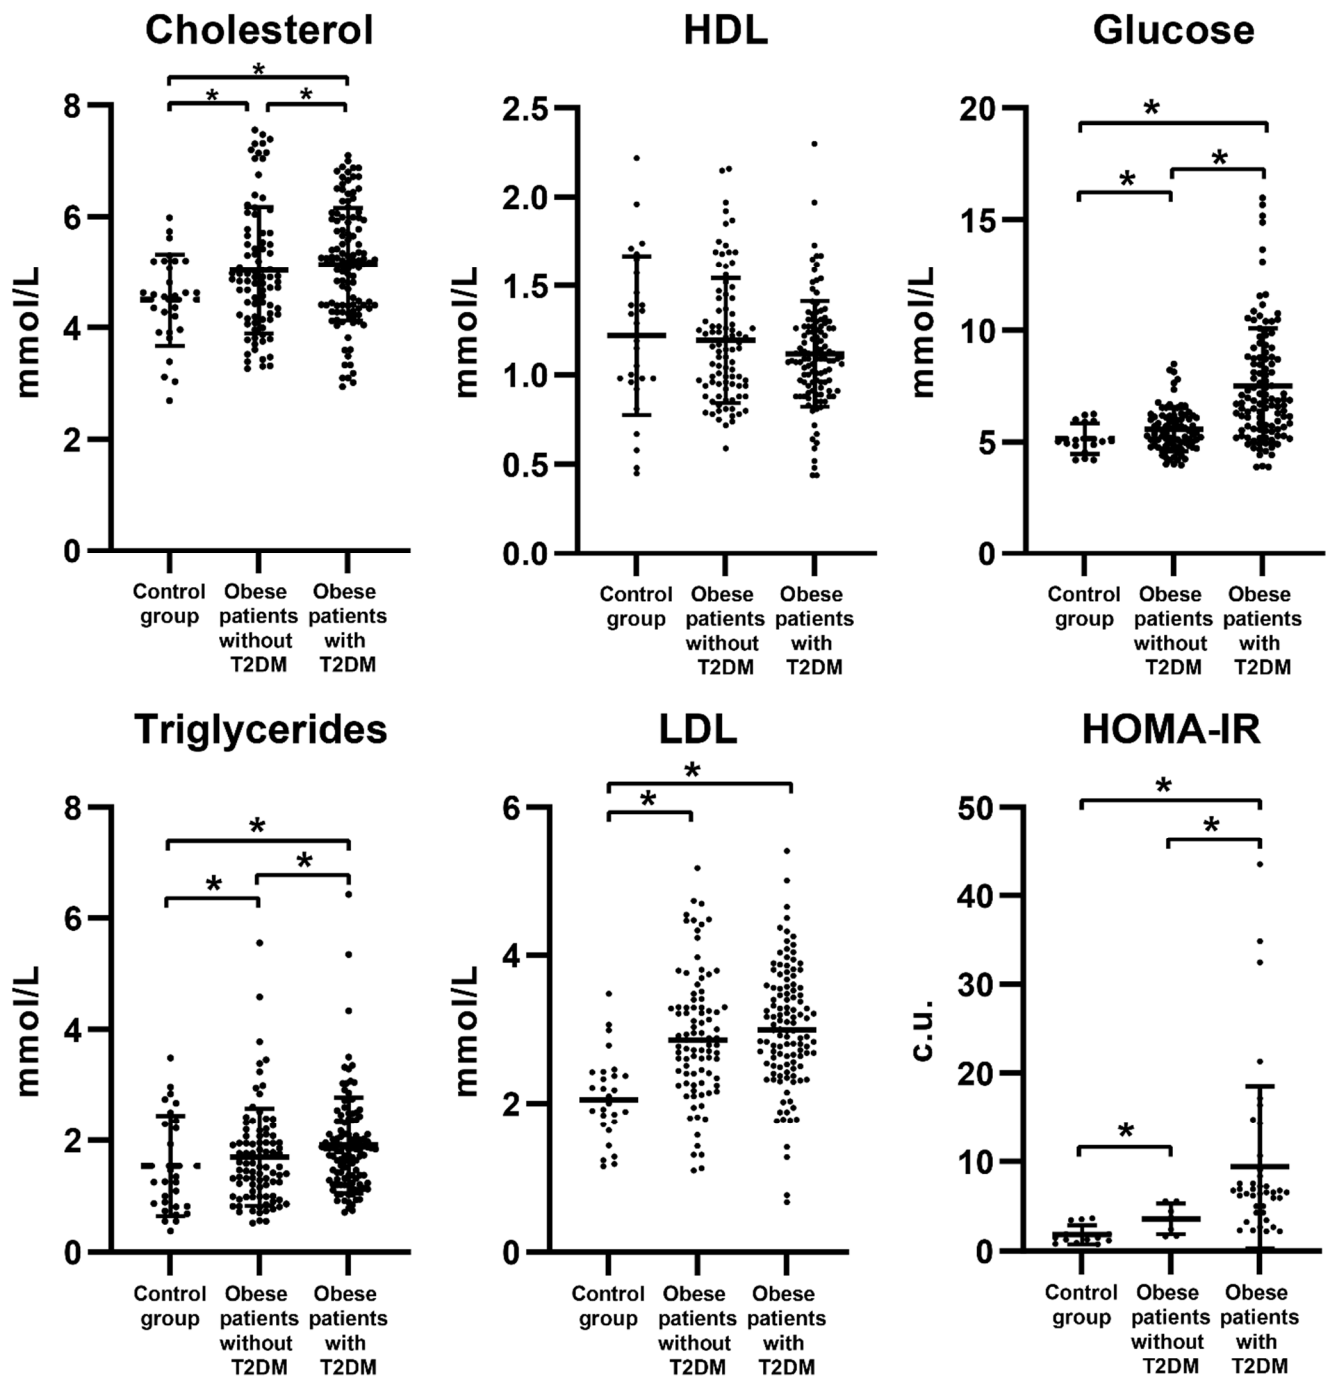 Cholesterol
* * *
mmol/L
8
6
4
2
0
Control group
Obese patients without T2DM
Obese patients with T2DM
HDL
mmol/L
2.5
2.0
1.5
1.0
0.5
0.0
Control group
Obese patients without T2DM
Obese patients with T2DM
Glucose
* * *
mmol/L
20
15
10
5
0
Control group
Obese patients without T2DM
Obese patients with T2DM
Triglycerides
* * *
mmol/L
8
6
4
2
0
Control group
Obese patients without T2DM
Obese patients with T2DM
LDL
* *
mmol/L
6
4
2
0
Control group
Obese patients without T2DM
Obese patients with T2DM
HOMA-IR
* * *
c.u.
50
40
30
20
10
0
Control group
Obese patients without T2DM
Obese patients with T2DM